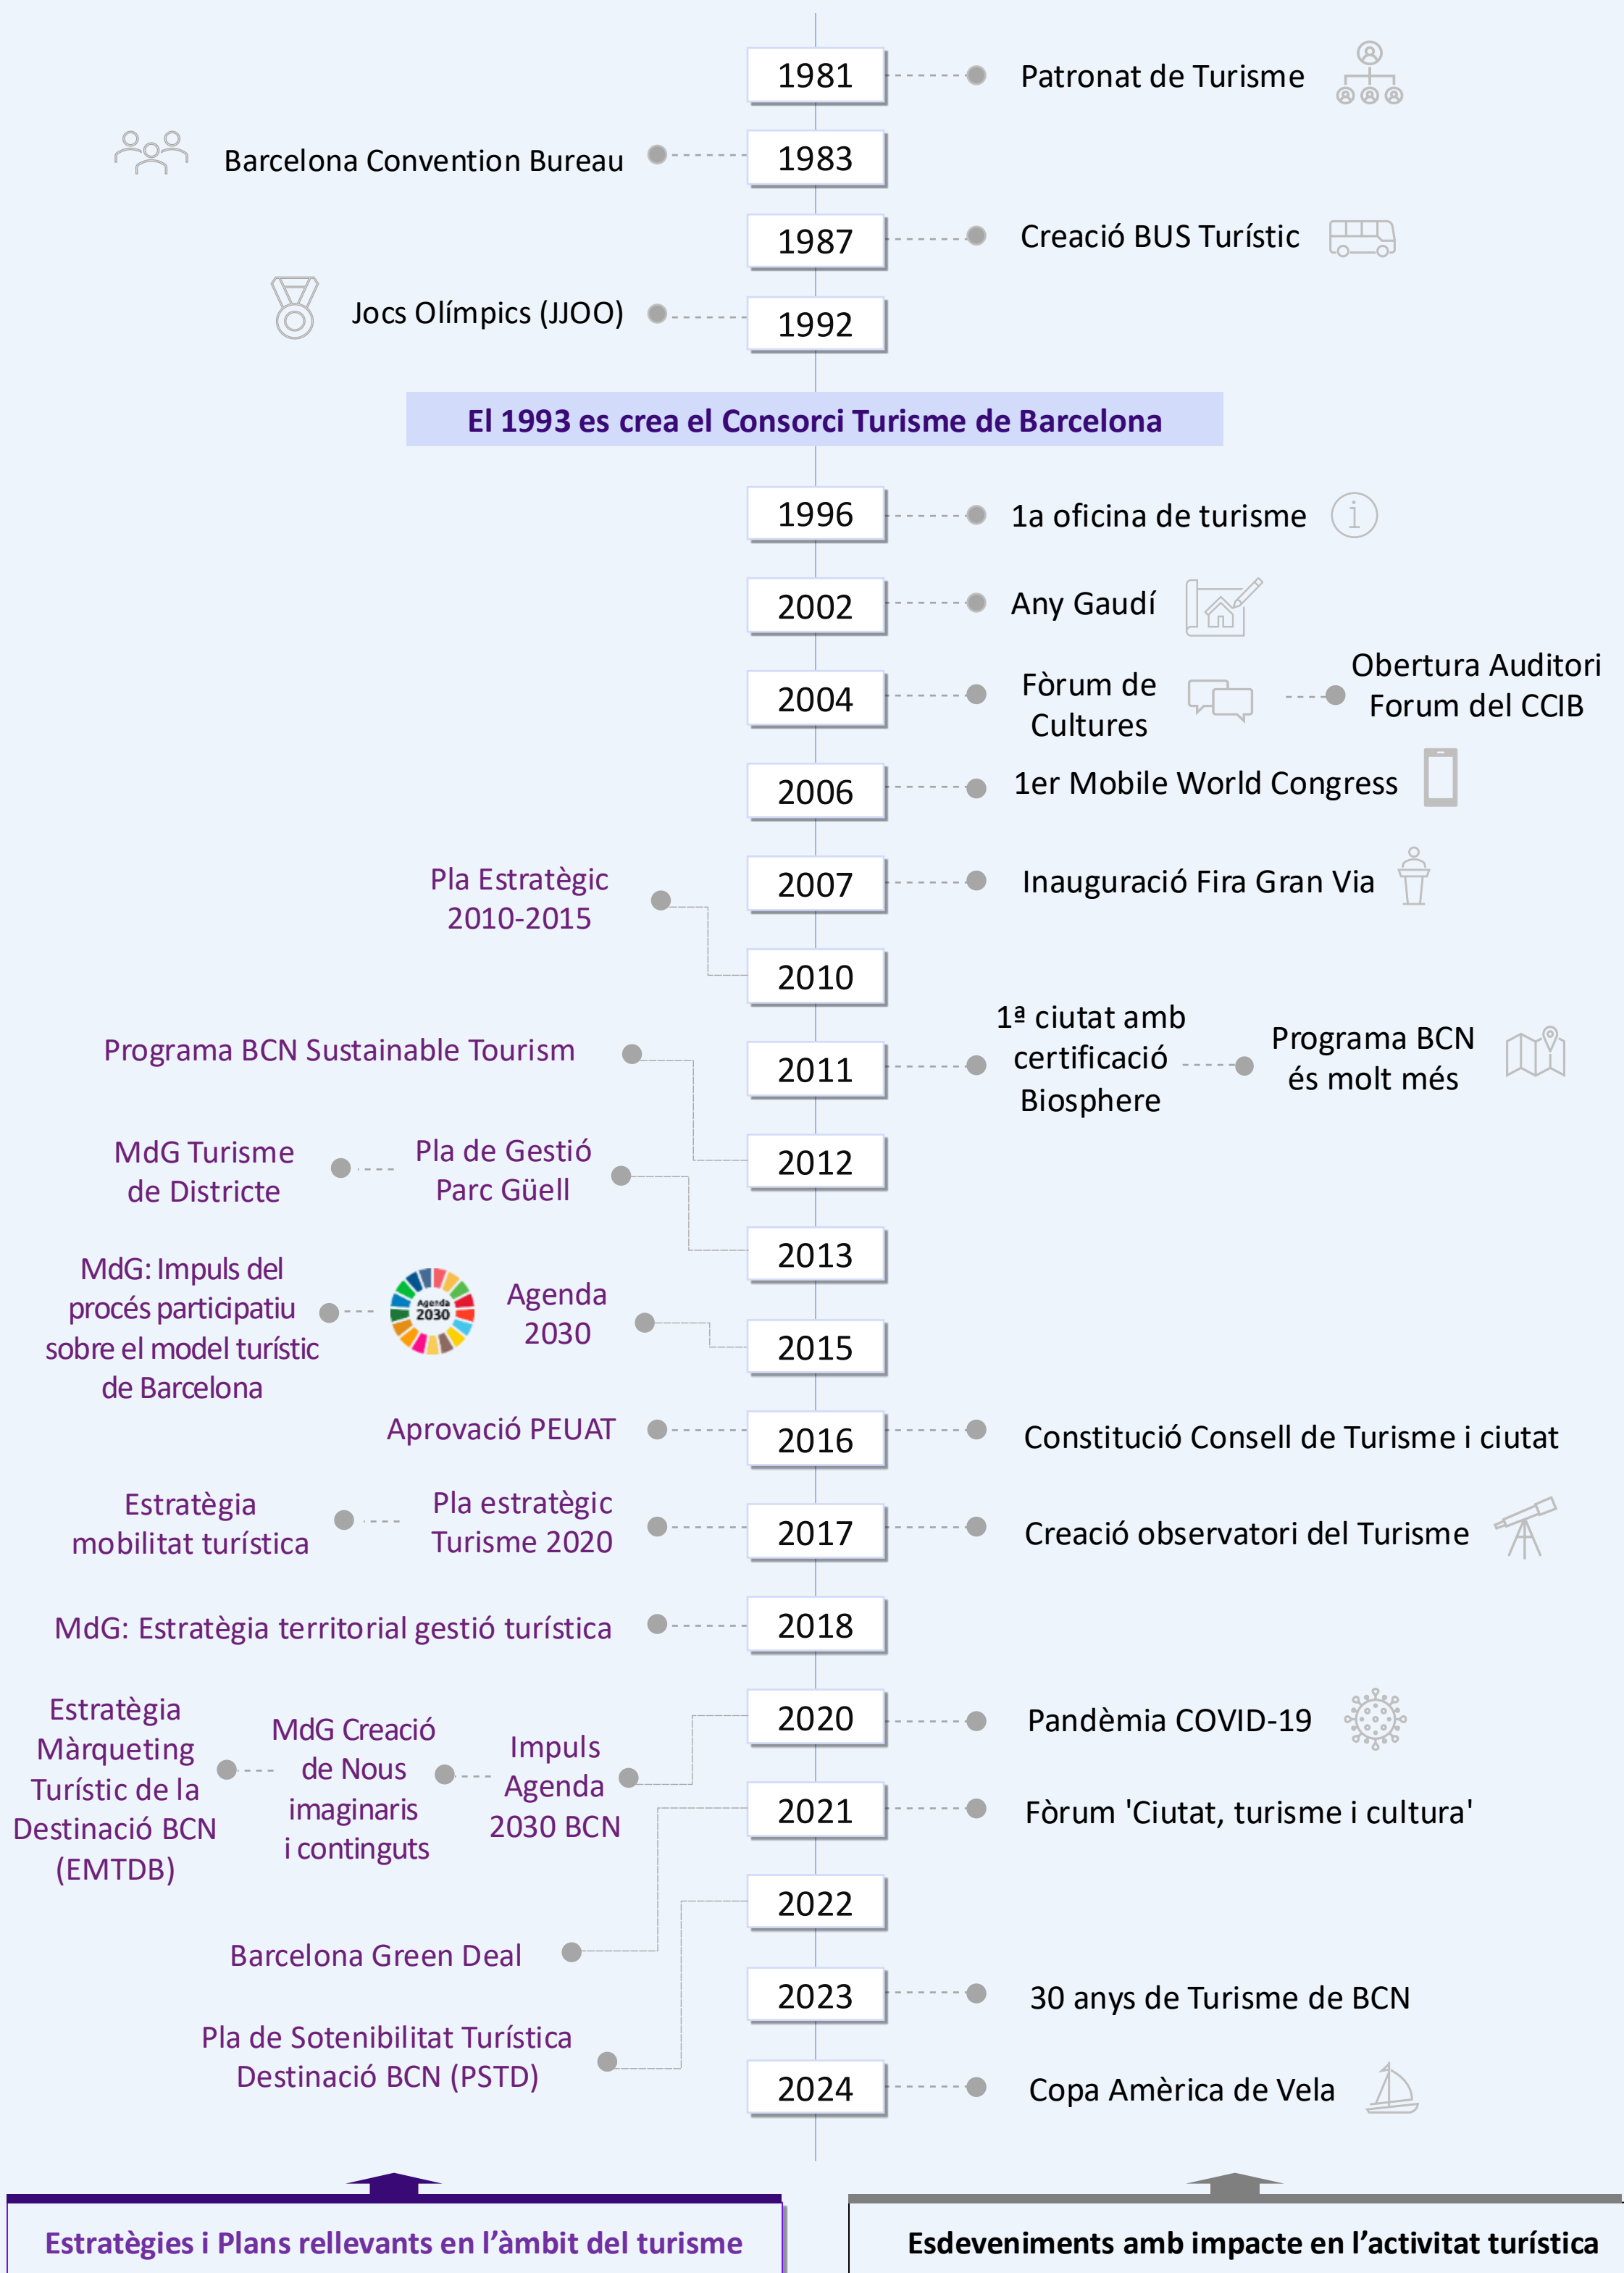 1981
Patronat de Turisme
Barcelona Convention Bureau
1983
1987
Creació BUS Turístic
Jocs Olímpics (JJOO)
1992
El 1993 es crea el Consorci Turisme de Barcelona
1996
1a oficina de turisme
i
2002
Any Gaudí
2004
Fòrum de
Cultures
Obertura Auditori
Forum del CCIB
2006
1er Mobile World Congress
2007
Inauguració Fira Gran Via
Pla Estratègic
2010-2015
2010
Programa BCN Sustainable Tourism
2011
1ª ciutat amb
certificació
Biosphere
Programa BCN
és molt més
2012
MdG Turisme
de Districte
Pla de Gestió
Parc Güell
2013
MdG: Impuls del
procés participatiu
sobre el model turístic
de Barcelona
Agenda
2030
Agenda
2030
2015
Aprovació PEUAT
2016
Constitució Consell de Turisme i ciutat
Estratègia
mobilitat turística
Pla estratègic
Turisme 2020
2017
Creació observatori del Turisme
MdG: Estratègia territorial gestió turística
2018
Estratègia
Màrqueting
Turístic de la
Destinació BCN
(EMTDB)
MdG Creació
de Nous
imaginaris
i continguts
Impuls
Agenda
2030 BCN
2020
Pandèmia COVID-19
2021
Fòrum 'Ciutat, turisme i cultura'
2022
Barcelona Green Deal
2023
30 anys de Turisme de BCN
Pla de Sotenibilitat Turística
Destinació BCN (PSTD)
2024
Copa Amèrica de Vela
Estratègies i Plans rellevants en l’àmbit del turisme
Esdeveniments amb impacte en l’activitat turística